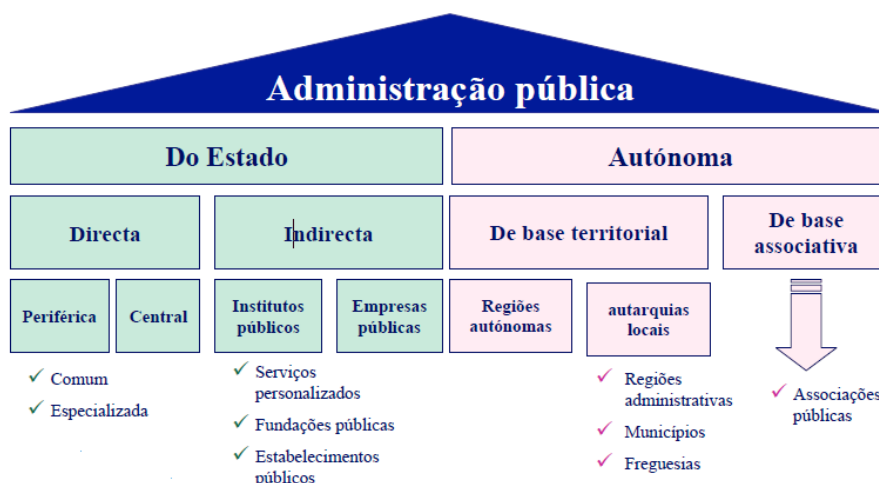 Administração pública
Do Estado
Autónoma
Directa
Indirecta
De base territorial
De base
associativa
Periférica
Central
Institutos
públicos
Empresas
públicas
Regiões
autónomas
autarquias
locais
Comum
Especializada
Serviços
personalizados
Fundações públicas
Estabelecimentos
públicos
Regiões
administrativas
Municípios
Freguesias
Associações
públicas